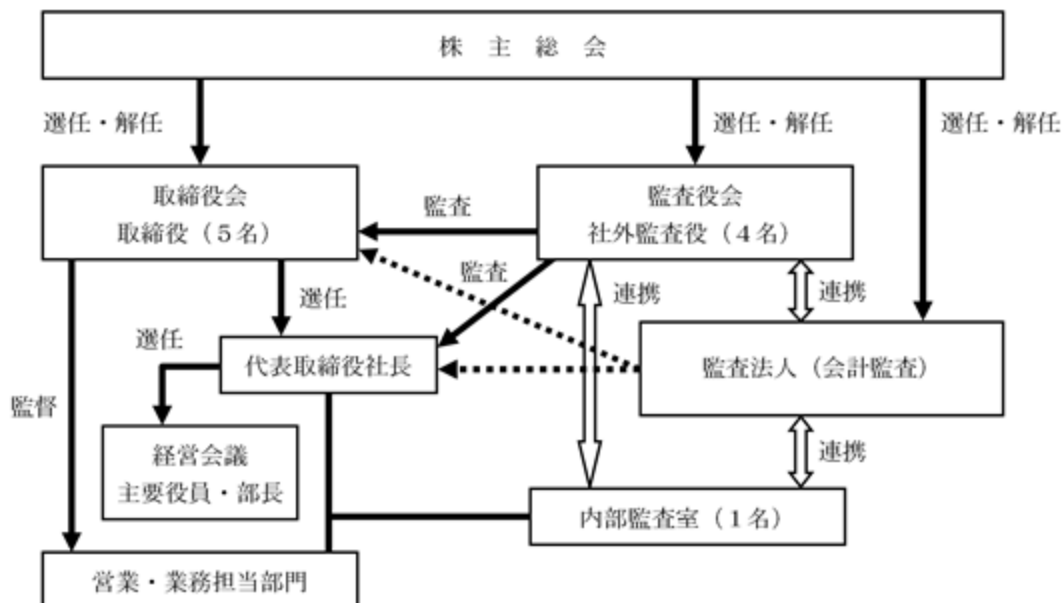 株 主 総 会
選任・解任
選任・解任
選任・解任
取締役会
取締役（５名）
監査
監査役会
社外監査役（４名）
監査
選任
連携
連携
選任
代表取締役社長
監査法人（会計監査）
監督
経営会議
主要役員・部長
連携
内部監査室（１名）
営業・業務担当部門